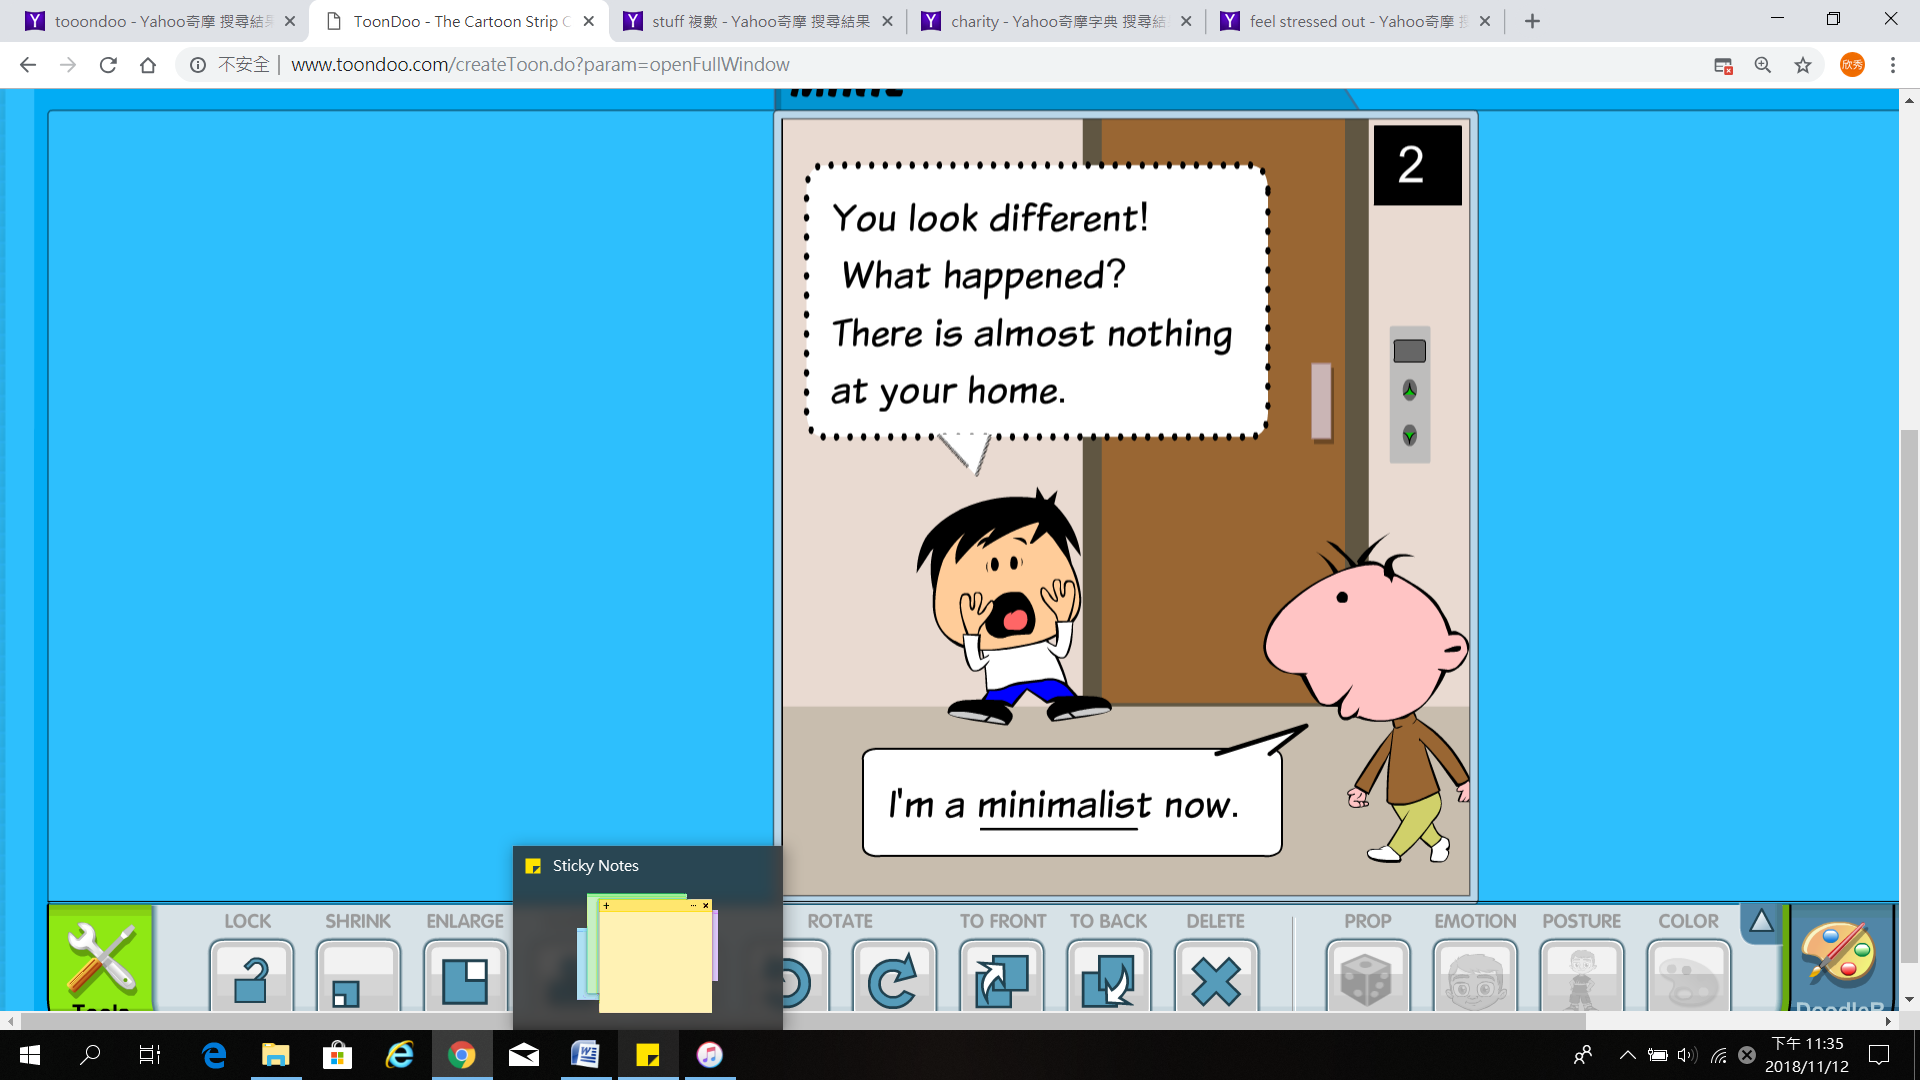 tooondoo - Yahoo奇摩 搜尋結果
ToonDoo - The Cartoon Strip C
stuff 複數 - Yahoo奇摩 搜尋結果
charity - Yahoo奇摩字典 搜尋結
feel stressed out - Yahoo奇摩 搜
不安全 | www.toondoo.com/createToon.do?param=openFullWindow
欣秀
2
You look different!
What happened?
There is almost nothing
at your home.
I'm a minimalist now.
Sticky Notes
LOCK
SHRINK
ENLARGE
ROTATE
TO FRONT
TO BACK
DELETE
PROP
EMOTION
POSTURE
COLOR
Tools
DoodleR
下午 11:35
2018/11/12